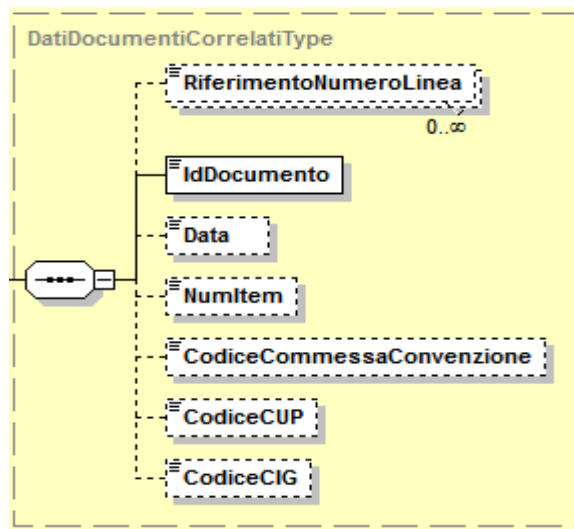 DatiDocumentiCorrelatiType
RiferimentoNumeroLinea
0..∞
IdDocumento
Data
NumItem
CodiceCommessaConvenzione
CodiceCUP
CodiceCIG